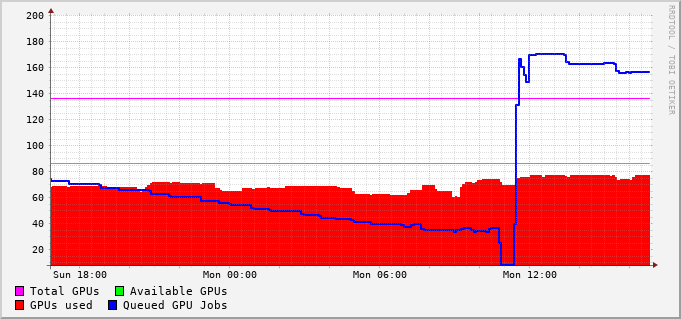 200
180
160
140
120
100
80
60
40
20
Sun 18:00 Mon 00:00 Mon 06:00 Mon 12:00
Total GPUs Available GPUs
GPUs used Queued GPU Jobs
RRDTOOL / TOBI OETIKER